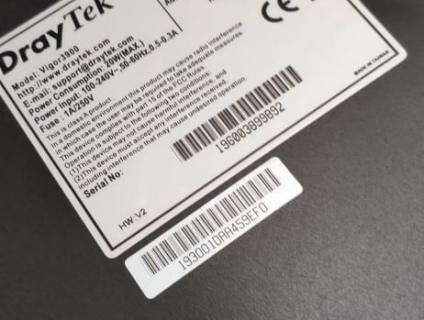 DrayTek
Model: Vigor3900
http://www.draytek.com
E-mail: support@draytek.com
Power Consumption: 20W(MAX.)
Power Input: 100-240V~, 50-60Hz, 0.5-0.3A
Fuse: 1A/250V
This is class A product
In a domestic environment this product may cause radio interference
in which case the user may be required to take adequate measures
This device complies with part 15 of the FCC Rules.
Operation is subject to the following two conditions:
(1)This device may not cause harmful interference, and
(2)This device must accept any interference received,
including interference that may cause undesired operation.
Serial No:
196003899892
HW:V2
MADE IN TAIWAN
CE
193001DAA459EF0